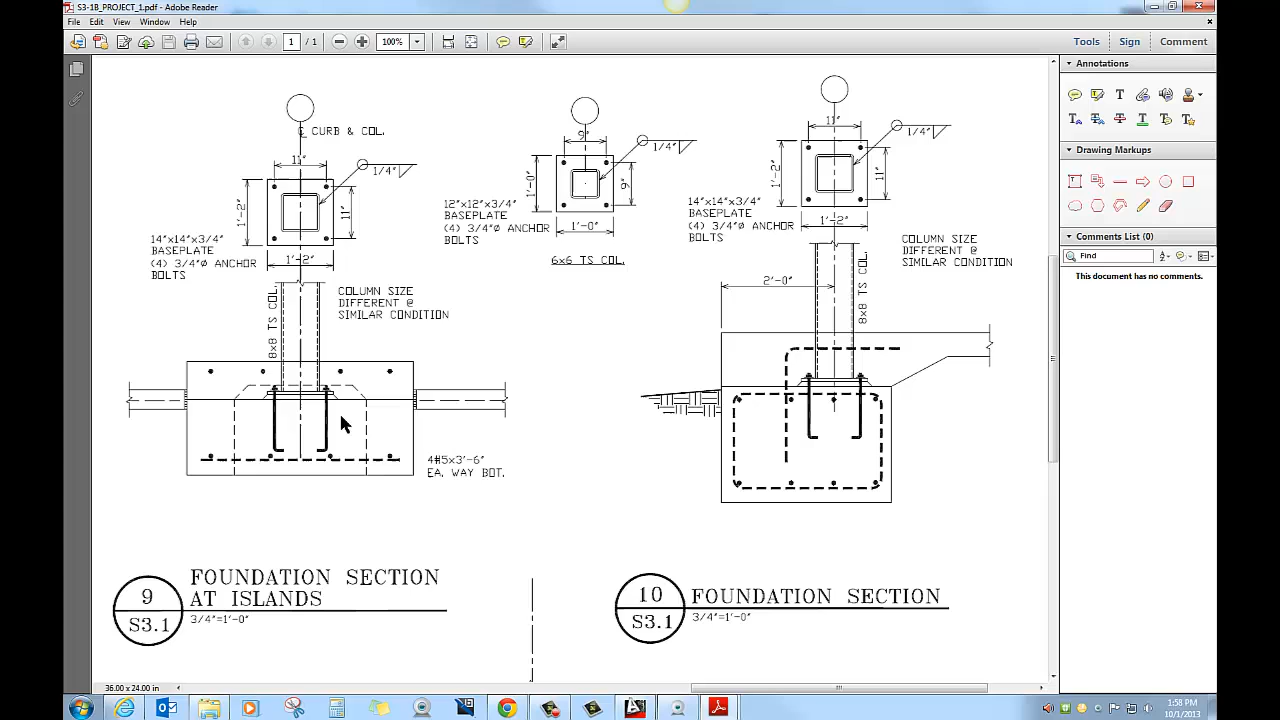 S3-1B_PROJECT_1.pdf - Adobe Reader
File Edit View Window Help
1 / 1
100%
Tools Sign Comment
Annotations
Drawing Markups
Comments List (0)
Find
This document has no comments.
℄ CURB & COL.
11"
1/4"
1'-2"
11"
14"x14"x3/4"
BASEPLATE
(4) 3/4"Ø ANCHOR
BOLTS
1'-2"
COLUMN SIZE
DIFFERENT @
SIMILAR CONDITION
8x8 TS COL.
4#5x3'-6"
EA. WAY BOT.
9"
1/4"
1'-0"
9"
12"x12"x3/4"
BASEPLATE
(4) 3/4"Ø ANCHOR
BOLTS
1'-0"
6x6 TS COL.
11"
1/4"
1'-2"
11"
14"x14"x3/4"
BASEPLATE
(4) 3/4"Ø ANCHOR
BOLTS
1'-2"
COLUMN SIZE
DIFFERENT @
SIMILAR CONDITION
2'-0"
8x8 TS COL.
9
S3.1
FOUNDATION SECTION
AT ISLANDS
3/4"=1'-0"
10
S3.1
FOUNDATION SECTION
3/4"=1'-0"
36.00 x 24.00 in
1:58 PM
10/1/2013